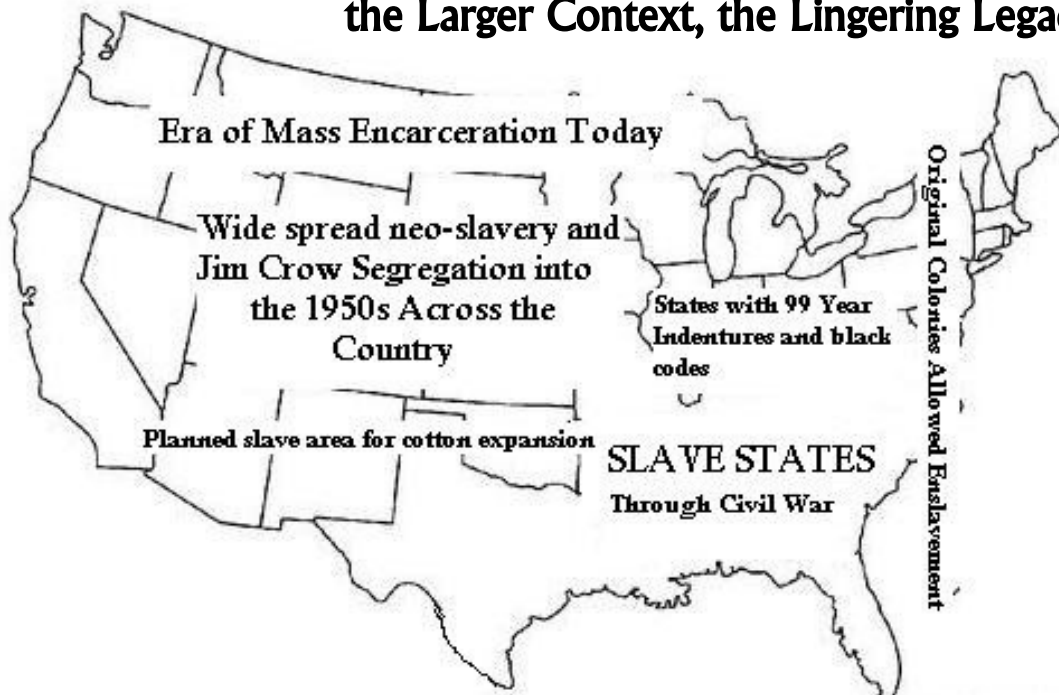 the Larger Context, the Lingering
Era of Mass Encarceration Today
Wide spread neo-slavery and
Jim Crow Segregation into
the 1950s Across the
Country
States with 99 Year
Indentures and black
codes
Original Colonies Allowed Enslavement
Planned slave area for cotton expansion
SLAVE STATES
Through Civil War